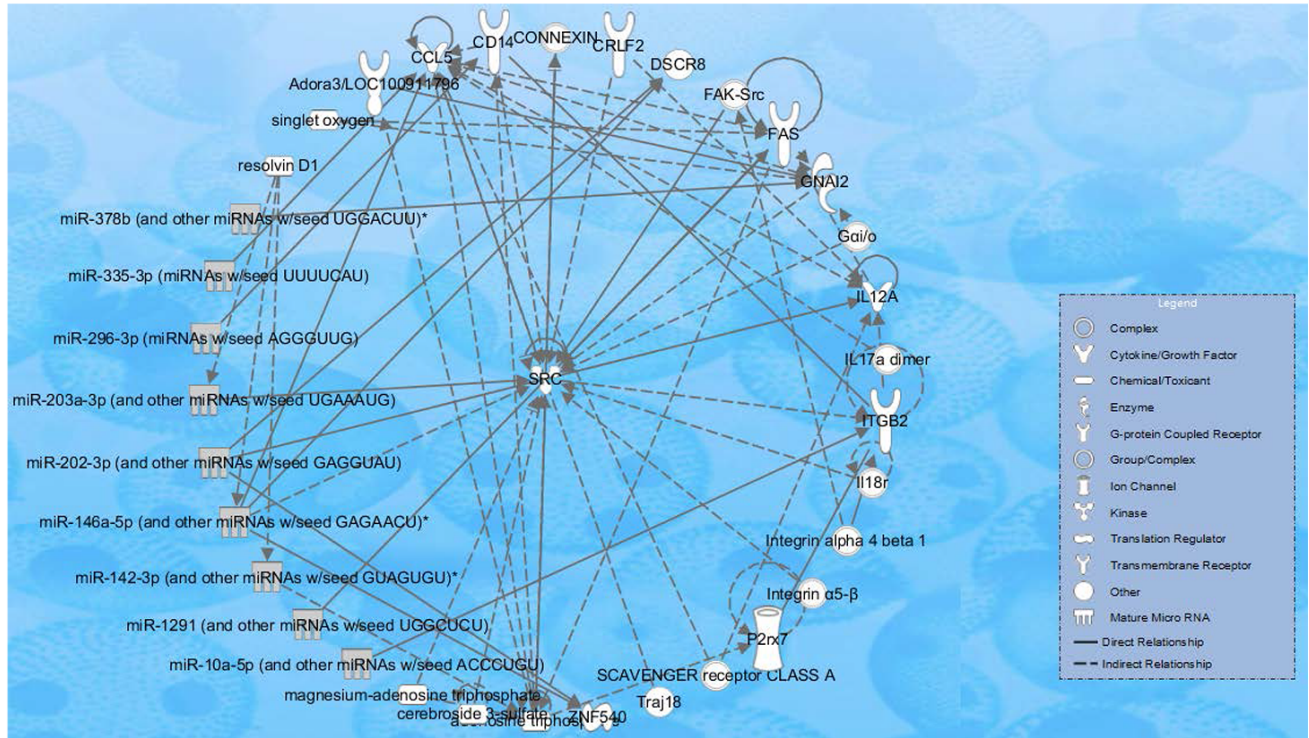 CCL5
CD14
CONNEXIN
CRLF2
DSCR8
Adora3/LOC100911796
FAK-Src
singlet oxygen
FAS
resolvin D1
GNAI2
miR-378b (and other miRNAs w/seed UGGACUU)*
Gαi/o
miR-335-3p (miRNAs w/seed UUUUCAU)
IL12A
miR-296-3p (miRNAs w/seed AGGGUUG)
IL17a dimer
SRC
miR-203a-3p (and other miRNAs w/seed UGAAAUG)
ITGB2
miR-202-3p (and other miRNAs w/seed GAGGUAU)
Il18r
miR-146a-5p (and other miRNAs w/seed GAGAACU)*
Integrin alpha 4 beta 1
miR-142-3p (and other miRNAs w/seed GUAGUGU)*
Integrin α5-β
miR-1291 (and other miRNAs w/seed UGGCUCU)
P2rx7
miR-10a-5p (and other miRNAs w/seed ACCCUGU)
SCAVENGER receptor CLASS A
magnesium-adenosine triphosphate
Traj18
cerebroside 3-sulfate
ZNF540
Legend
Complex
Cytokine/Growth Factor
Chemical/Toxicant
Enzyme
G-protein Coupled Receptor
Group/Complex
Ion Channel
Kinase
Translation Regulator
Transmembrane Receptor
Other
Mature Micro RNA
Direct Relationship
Indirect Relationship